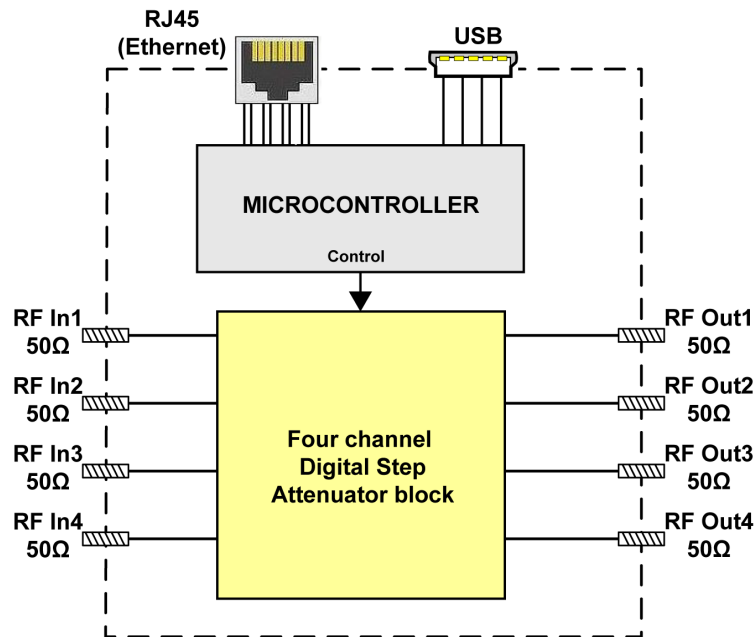 RJ45
(Ethernet)
USB
MICROCONTROLLER
Control
RF In1
50Ω
RF Out1
50Ω
RF In2
50Ω
RF Out2
50Ω
Four channel
Digital Step
Attenuator block
RF In3
50Ω
RF Out3
50Ω
RF In4
50Ω
RF Out4
50Ω